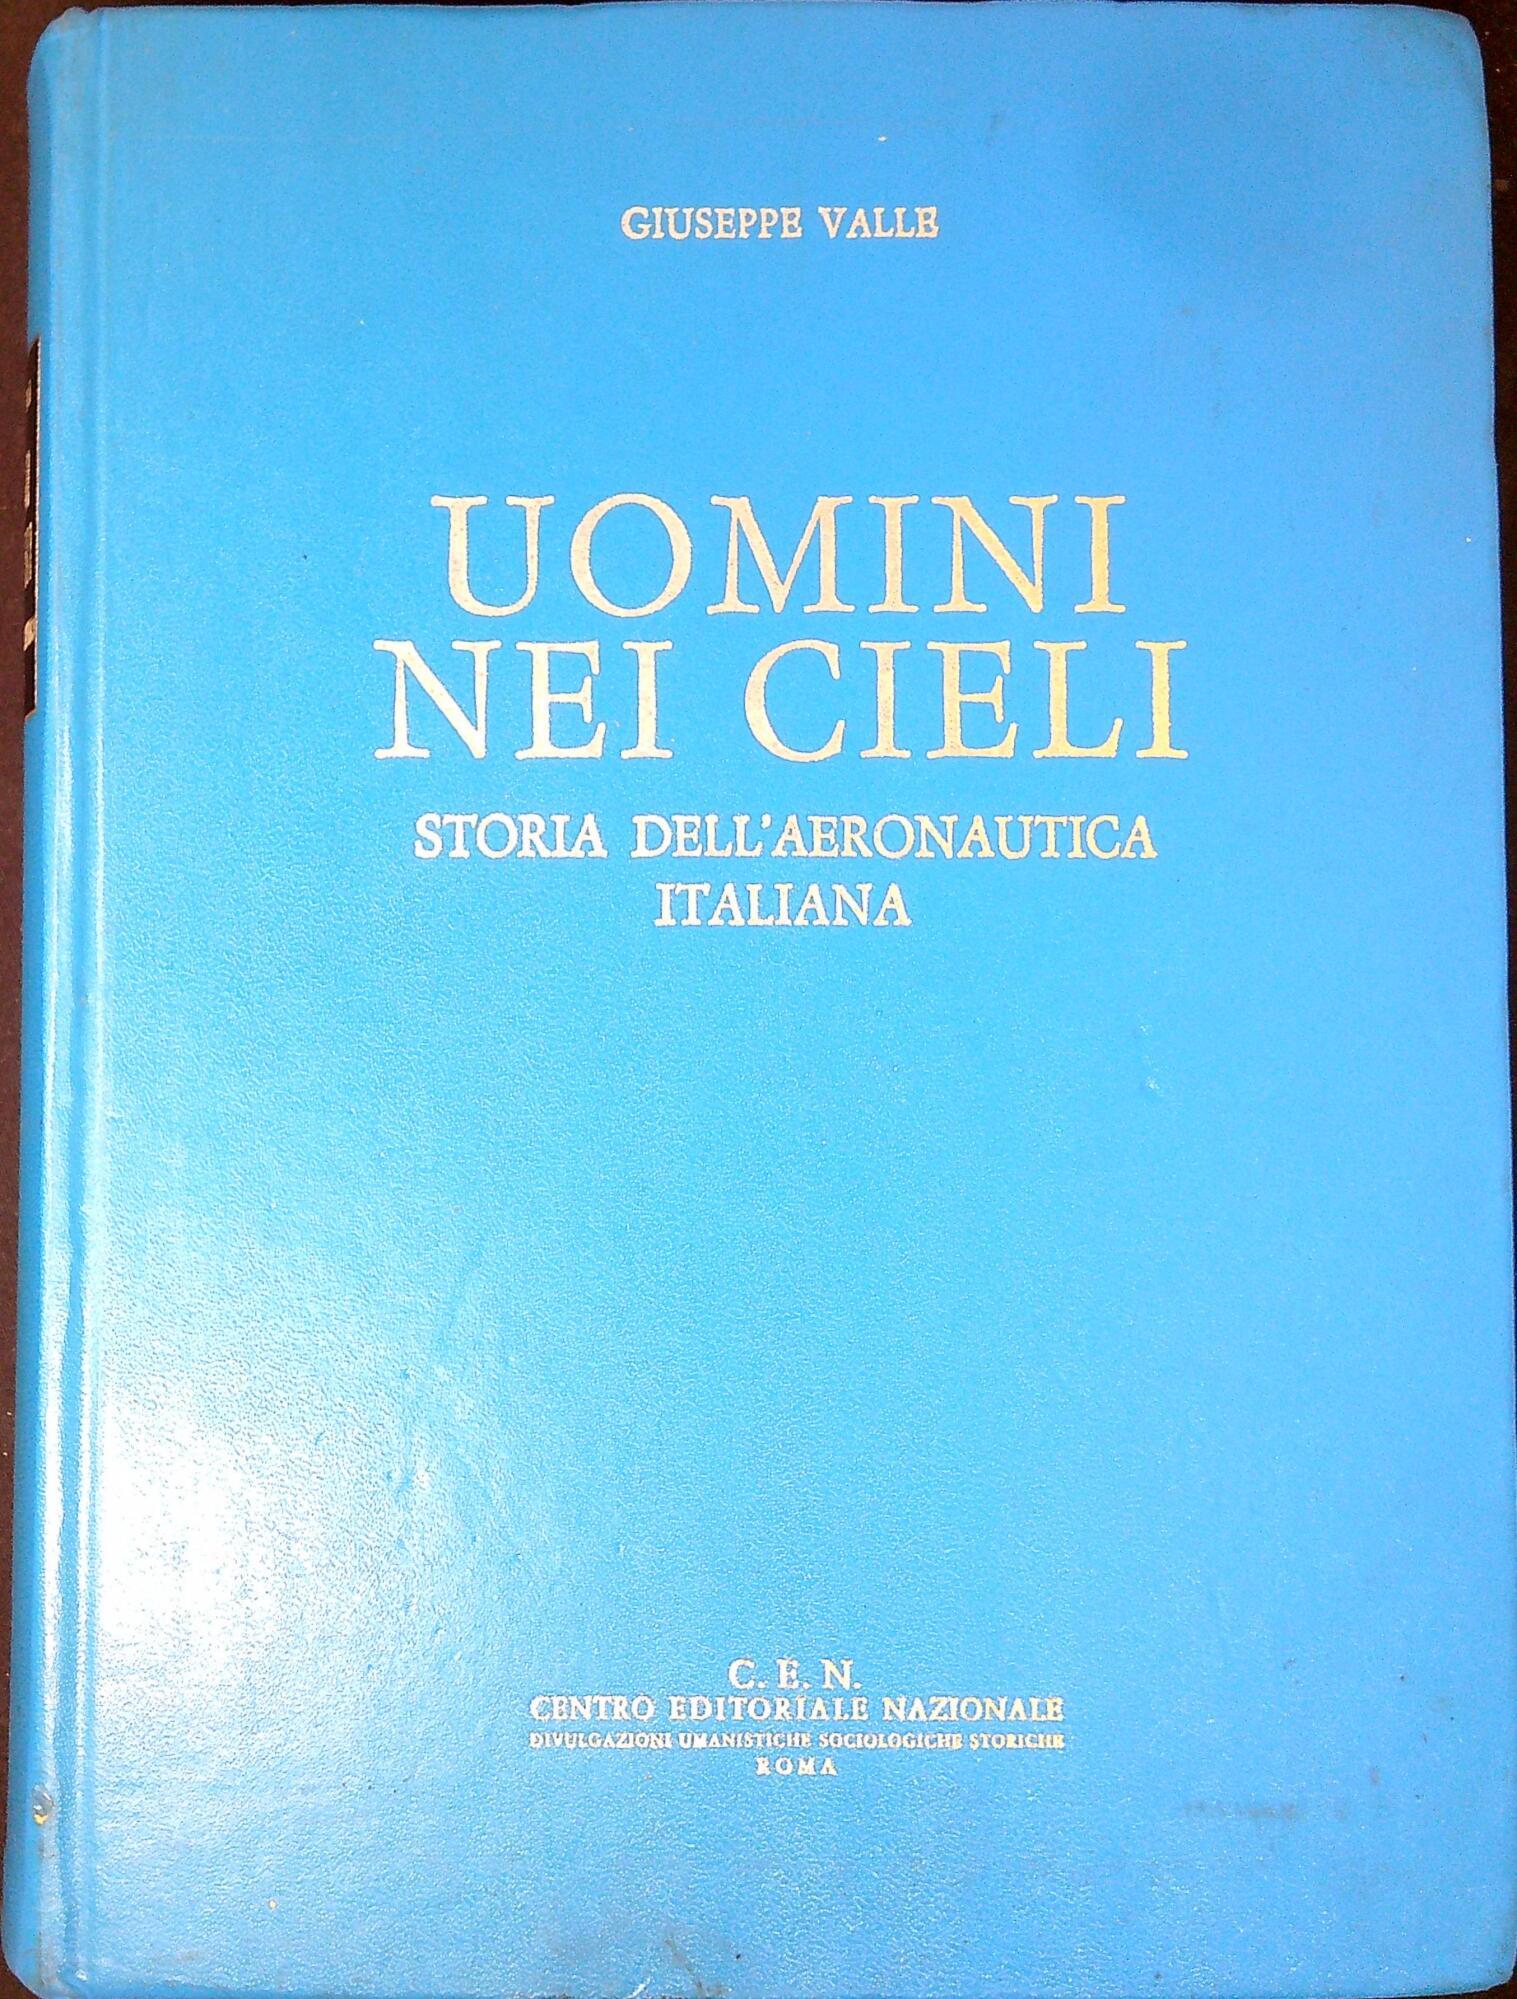 GIUSEPPE VALLE
UOMINI
NEI CIELI
STORIA DELL'AERONAUTICA
ITALIANA
C. E. N.
CENTRO EDITORIALE NAZIONALE
DIVULGAZIONI UMANISTICHE SOCIOLOGICHE STORICHE
ROMA